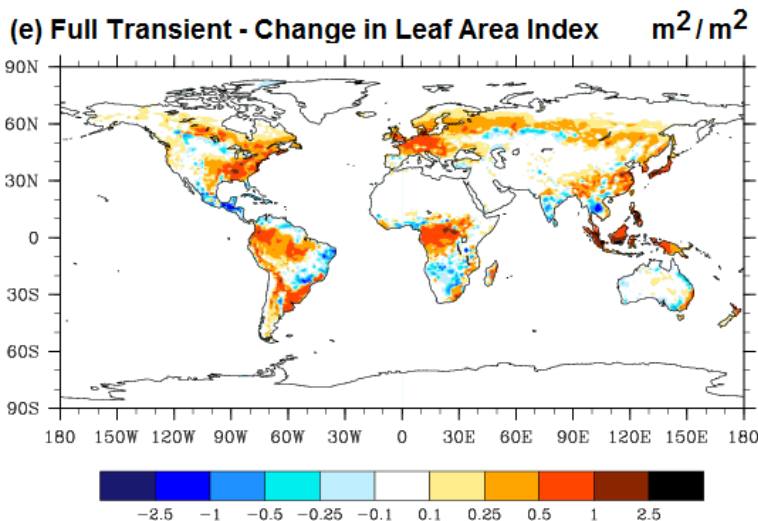 (e) Full Transient - Change in Leaf Area Index m²/m²
90N
60N
30N
0
30S
60S
90S
180 150W 120W 90W 60W 30W 0 30E 60E 90E 120E 150E 180
−2.5 −1 −0.5 −0.25 −0.1 0.1 0.25 0.5 1 2.5